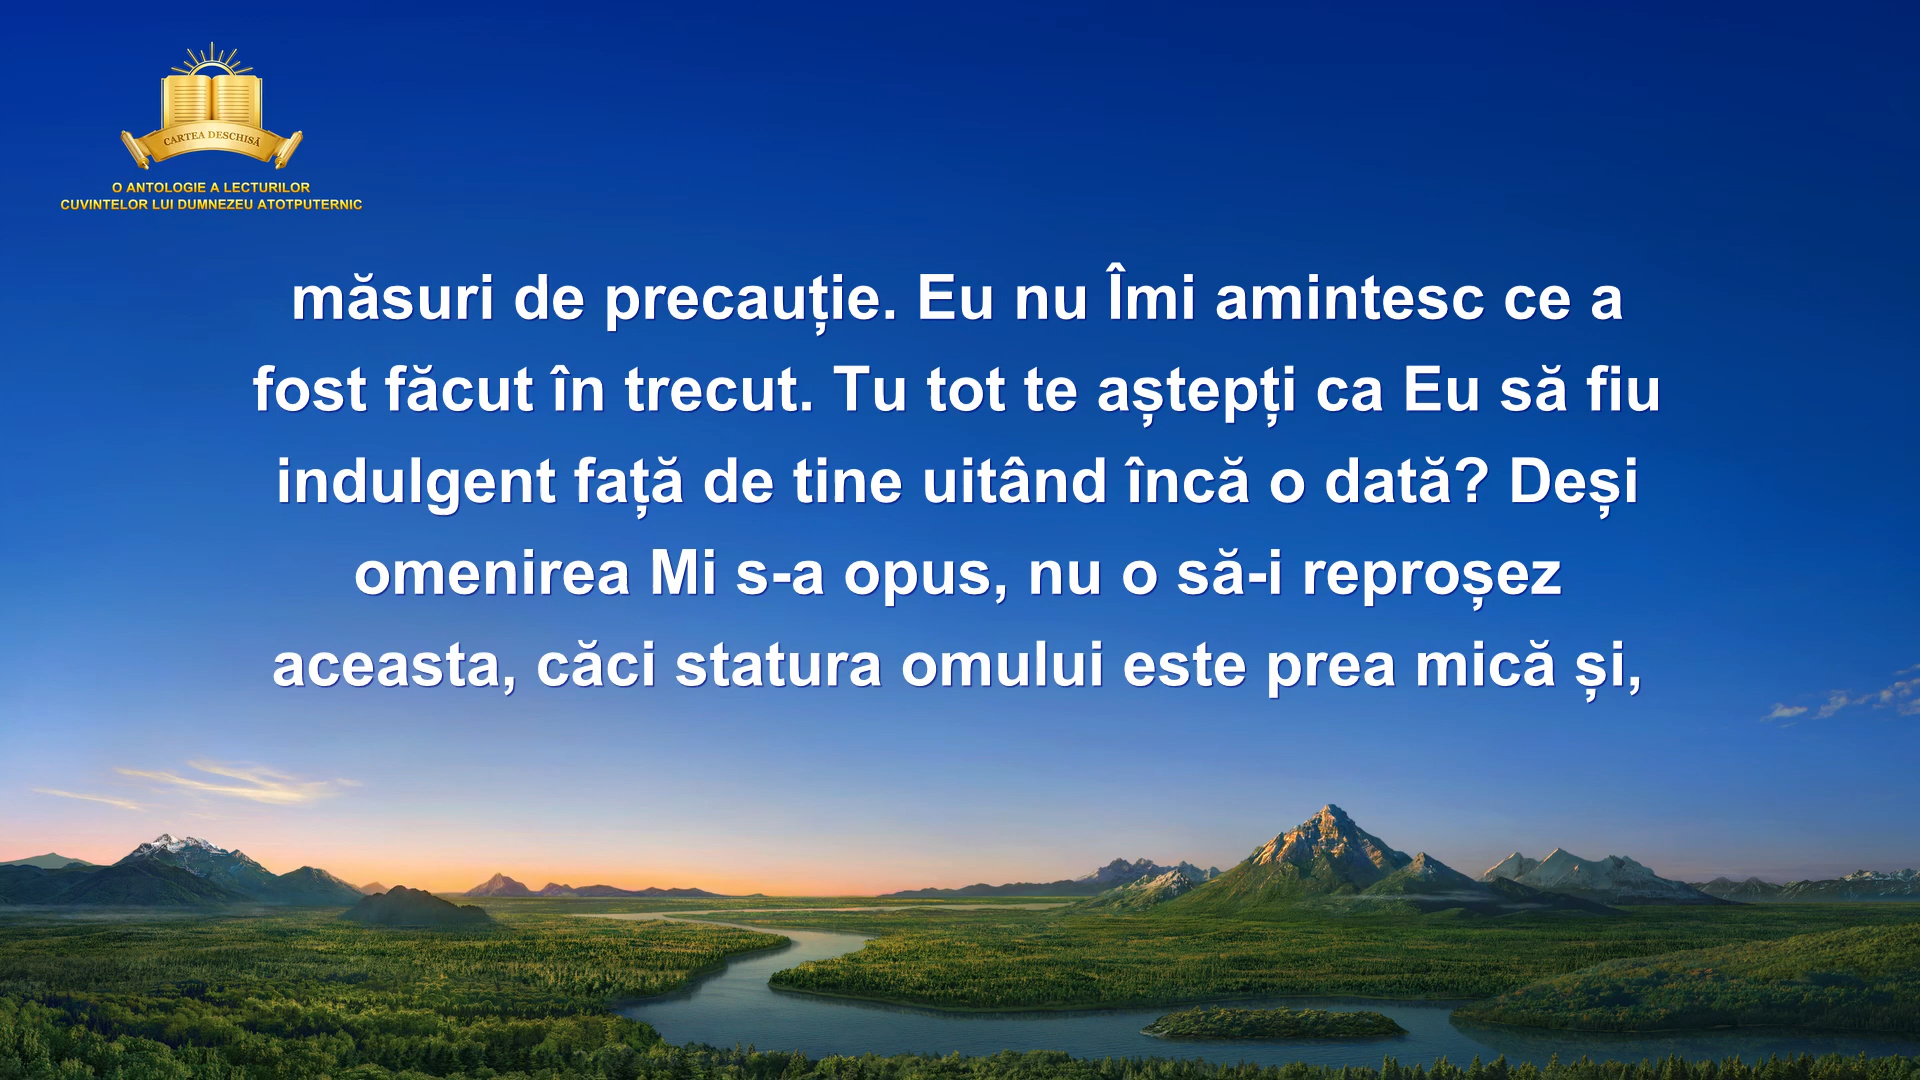 CARTEA DESCHISĂ
O ANTOLOGIE A LECTURILOR
CUVINTELOR LUI DUMNEZEU ATOTPUTERNIC
măsuri de precauție. Eu nu Îmi amintesc ce a
fost făcut în trecut. Tu tot te aștepți ca Eu să fiu
indulgent față de tine uitând încă o dată? Deși
omenirea Mi s-a opus, nu o să-i reproșez
aceasta, căci statura omului este prea mică și,